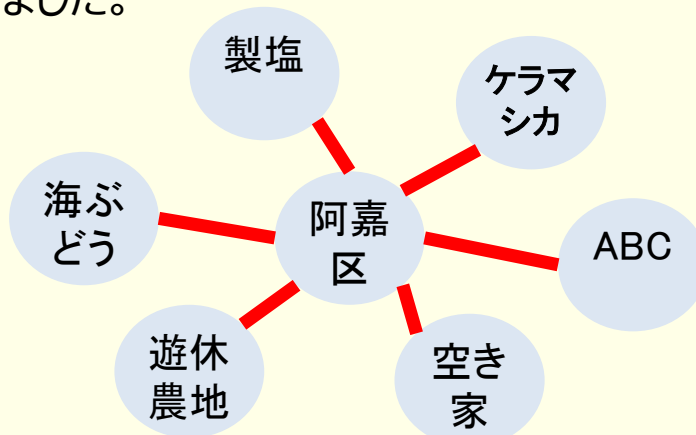 ました。
製塩
ケラマ
シカ
海ぶ
どう
阿嘉
区
ABC
遊休
農地
空き
家